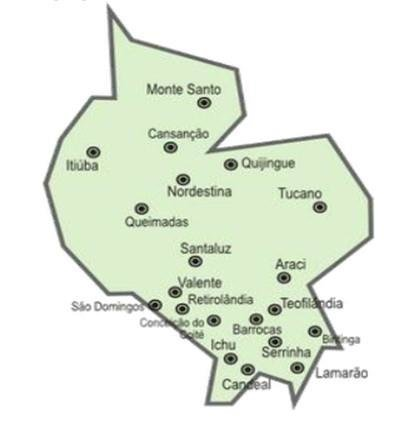 Monte Santo
Cansanção
Itiúba
Quijingue
Nordestina
Tucano
Queimadas
Santaluz
Araci
Valente
Retirolândia
Teofilândia
São Domingos
Conceição do
Coité
Barrocas
Biritinga
Ichu
Serrinha
Lamarão
Candeal